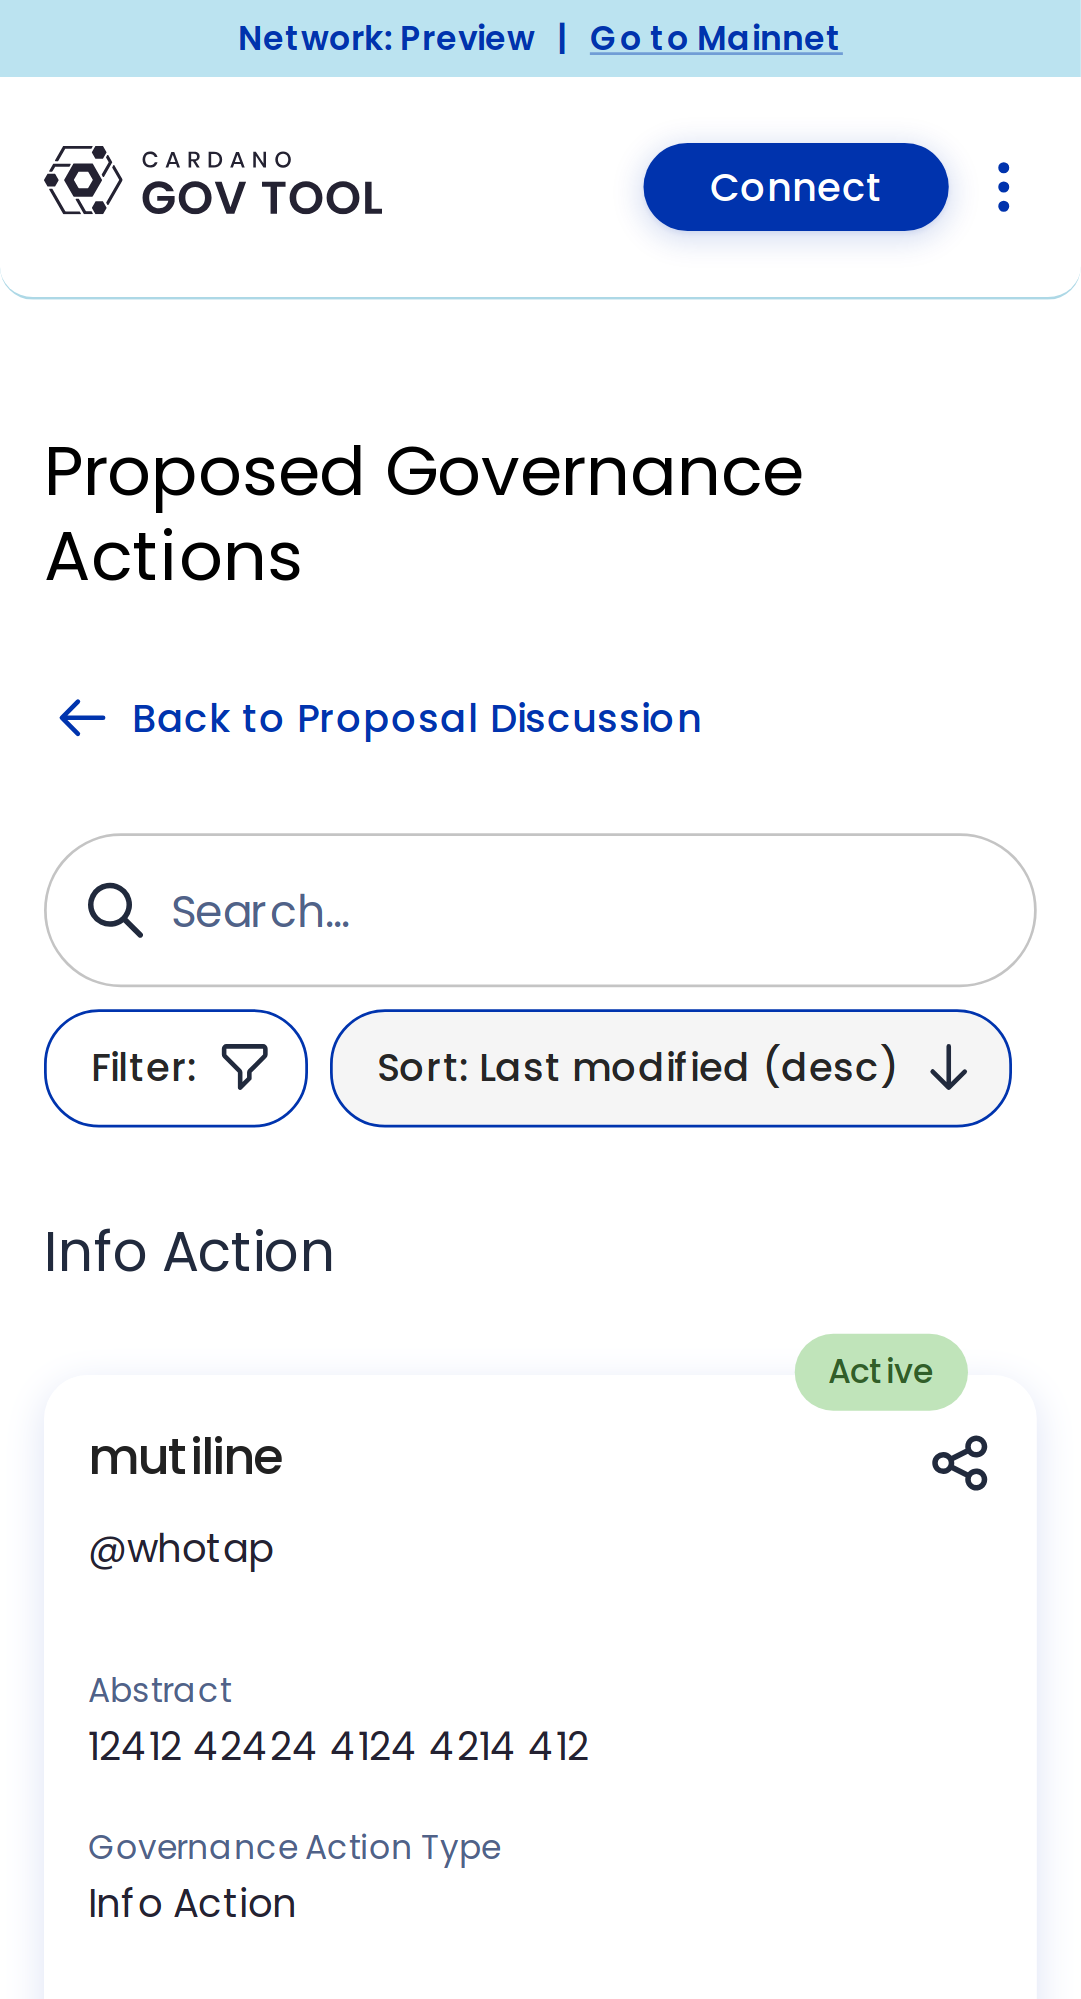 Network: Preview | Go to Mainnet
CARDANO
GOV TOOL
Connect
Proposed Governance
Actions
Back to Proposal Discussion
Search...
Filter:
Sort: Last modified (desc)
Info Action
Active
mutiline
@whotap
Abstract
12412 42424 4124 4214 412
Governance Action Type
Info Action